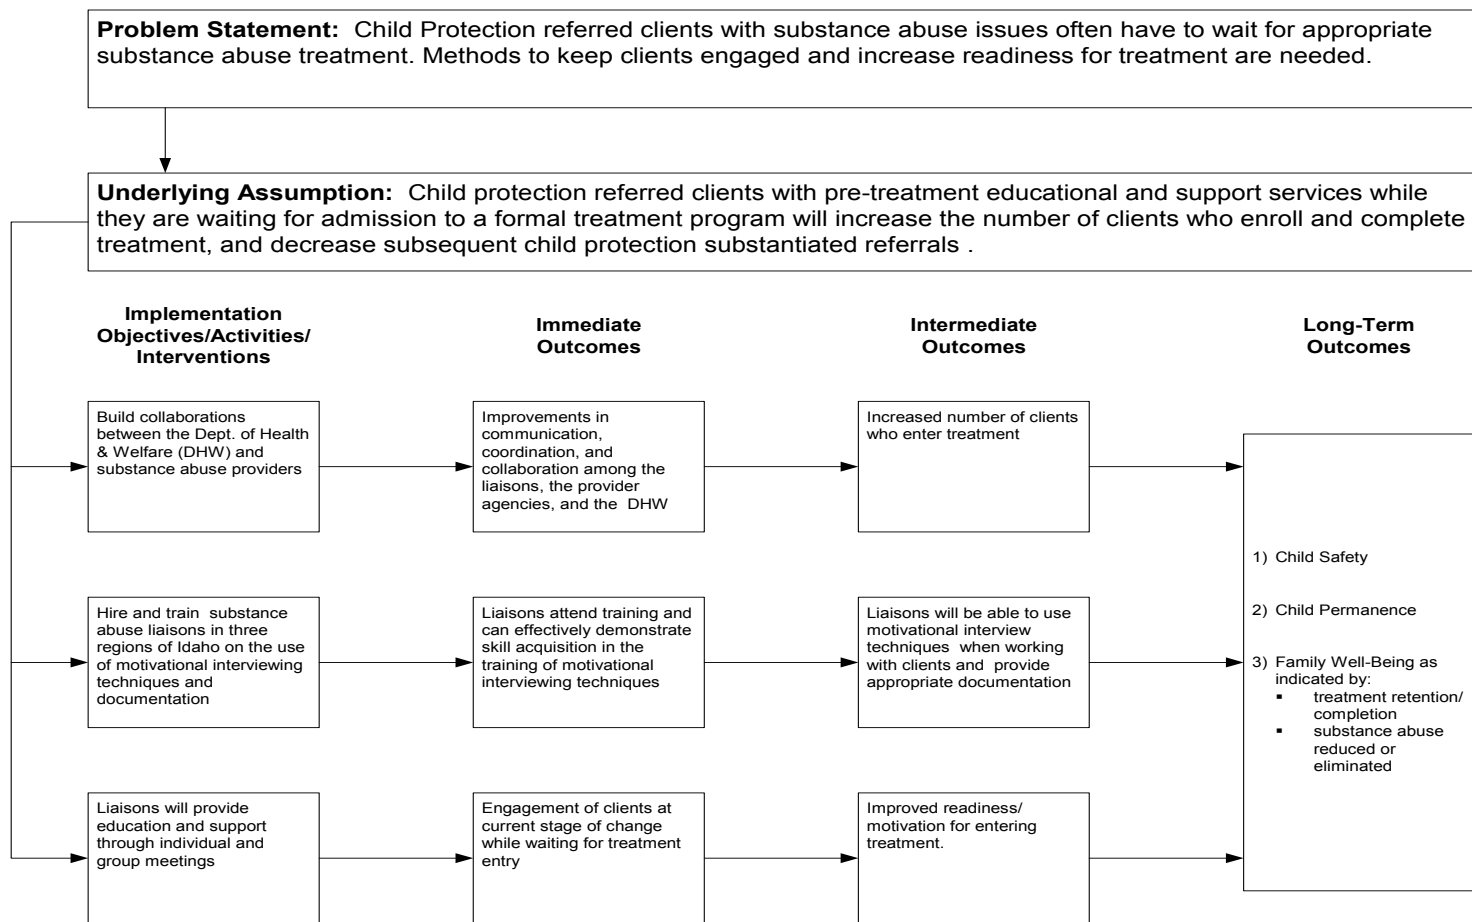 Problem Statement: Child Protection referred clients with substance abuse issues often have to wait for appropriate
substance abuse treatment. Methods to keep clients engaged and increase readiness for treatment are needed.
Underlying Assumption: Child protection referred clients with pre-treatment educational and support services while
they are waiting for admission to a formal treatment program will increase the number of clients who enroll and complete
treatment, and decrease subsequent child protection substantiated referrals .
Implementation
Objectives/Activities/
Interventions
Immediate
Outcomes
Intermediate
Outcomes
Long-Term
Outcomes
Build collaborations
between the Dept. of Health
& Welfare (DHW) and
substance abuse providers
Improvements in
communication,
coordination, and
collaboration among the
liaisons, the provider
agencies, and the DHW
Increased number of clients
who enter treatment
Hire and train substance
abuse liaisons in three
regions of Idaho on the use
of motivational interviewing
techniques and
documentation
Liaisons attend training and
can effectively demonstrate
skill acquisition in the
training of motivational
interviewing techniques
Liaisons will be able to use
motivational interview
techniques when working
with clients and provide
appropriate documentation
Liaisons will provide
education and support
through individual and
group meetings
Engagement of clients at
current stage of change
while waiting for treatment
entry
Improved readiness/
motivation for entering
treatment.
1) Child Safety
2) Child Permanence
3) Family Well-Being as
indicated by:
▪ treatment retention/
completion
▪ substance abuse
reduced or
eliminated